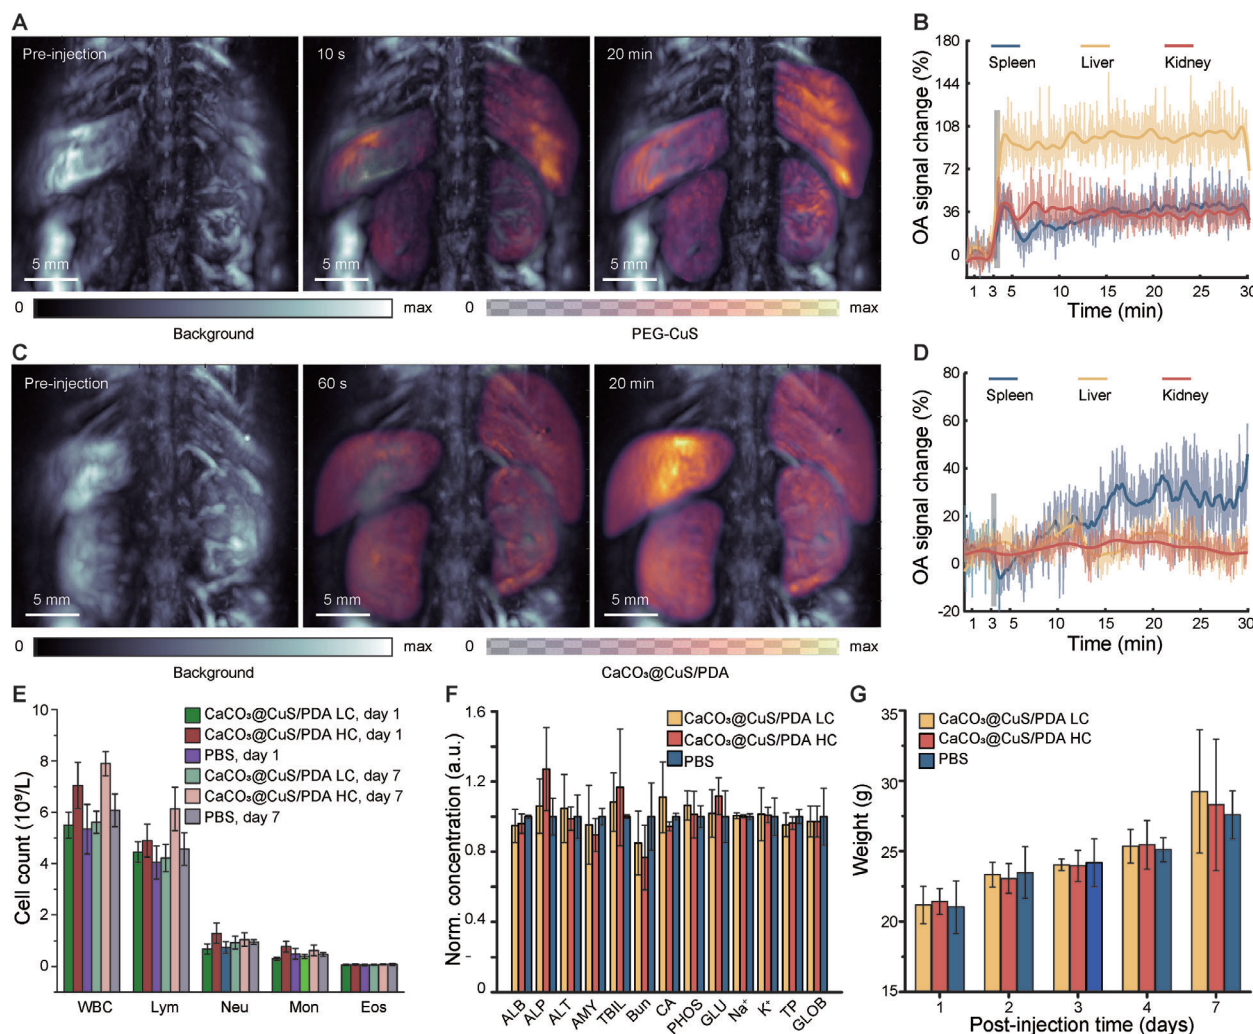 A
Pre-injection
10 s
20 min
5 mm
5 mm
5 mm
0
max
Background
0
max
PEG-CuS
B
OA signal change (%)
180
144
108
72
36
0
Spleen
Liver
Kidney
1 3 5 10 15 20 25 30
Time (min)
C
Pre-injection
60 s
20 min
5 mm
5 mm
5 mm
0
max
Background
0
max
CaCO₃@CuS/PDA
D
OA signal change (%)
80
60
40
20
0
-20
Spleen
Liver
Kidney
1 3 5 10 15 20 25 30
Time (min)
E
Cell count (10⁹/L)
10
8
6
4
2
0
CaCO₃@CuS/PDA LC, day 1
CaCO₃@CuS/PDA HC, day 1
PBS, day 1
CaCO₃@CuS/PDA LC, day 7
CaCO₃@CuS/PDA HC, day 7
PBS, day 7
WBC Lym Neu Mon Eos
F
Norm. concentration (a.u.)
2
1.6
1.2
0.8
0.4
0
CaCO₃@CuS/PDA LC
CaCO₃@CuS/PDA HC
PBS
ALB ALP ALT AMY TBIL Bun CA PHOS GLU Na⁺ K⁺ TP GLOB
G
Weight (g)
35
30
25
20
15
CaCO₃@CuS/PDA LC
CaCO₃@CuS/PDA HC
PBS
1 2 3 4 7
Post-injection time (days)